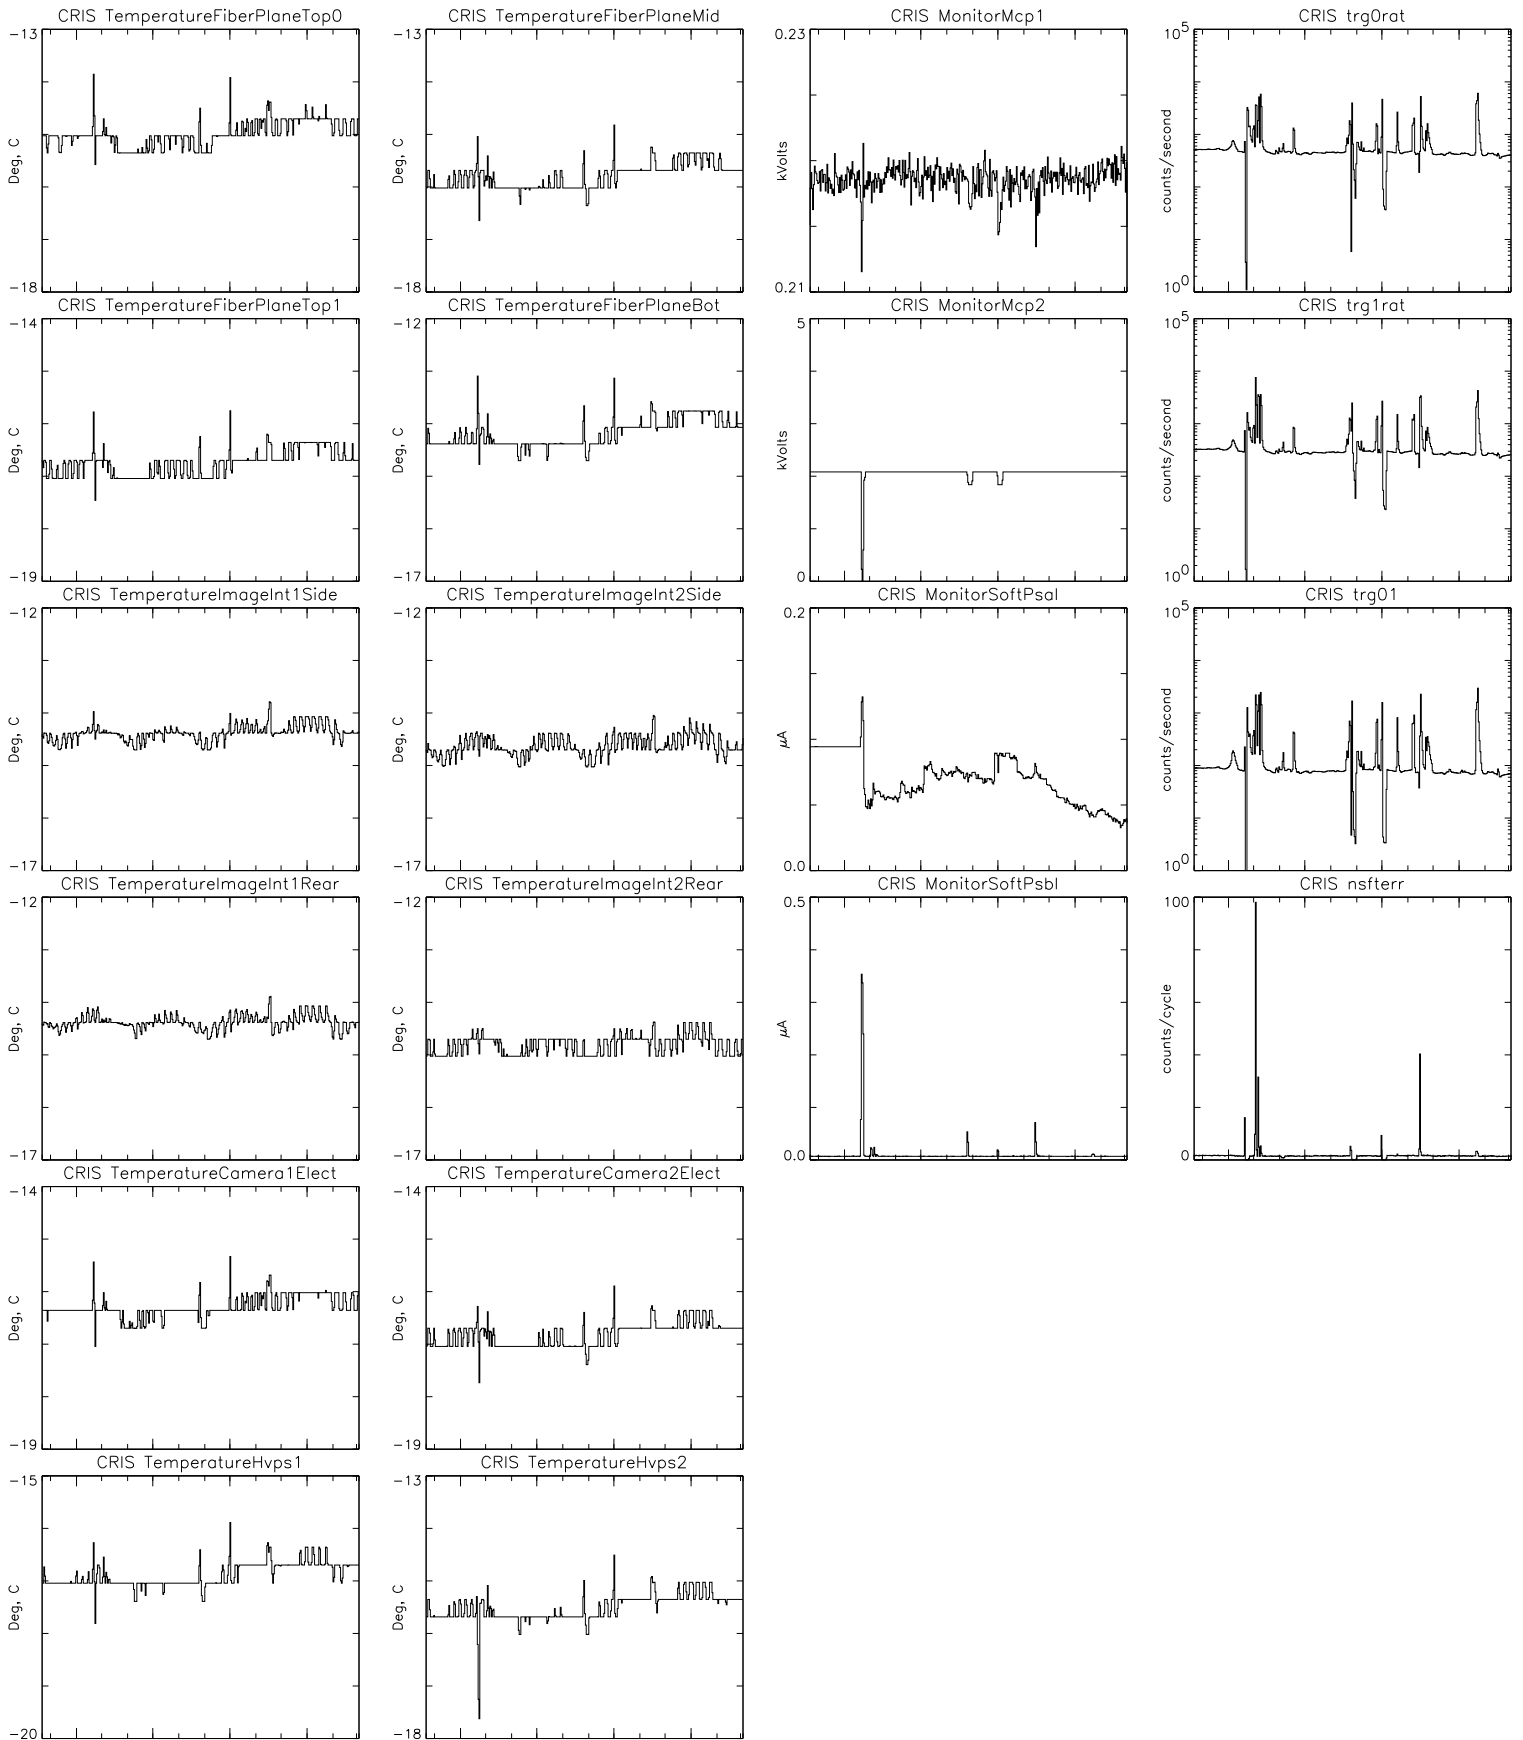 CRIS TemperatureFiberPlaneTop0
-13
Deg, C
-18
CRIS TemperatureFiberPlaneMid
-13
Deg, C
-18
CRIS MonitorMcp1
0.23
kVolts
0.21
CRIS trg0rat
10^5
counts/second
10^0
CRIS TemperatureFiberPlaneTop1
-14
Deg, C
-19
CRIS TemperatureFiberPlaneBot
-12
Deg, C
-17
CRIS MonitorMcp2
5
kVolts
0
CRIS trg1rat
10^5
counts/second
10^0
CRIS TemperatureImageInt1Side
-12
Deg, C
-17
CRIS TemperatureImageInt2Side
-12
Deg, C
-17
CRIS MonitorSoftPsaI
0.2
μA
0.0
CRIS trg01
10^5
counts/second
10^0
CRIS TemperatureImageInt1Rear
-12
Deg, C
-17
CRIS TemperatureImageInt2Rear
-12
Deg, C
-17
CRIS MonitorSoftPsbI
0.5
μA
0.0
CRIS nsfterr
100
counts/cycle
0
CRIS TemperatureCamera1Elect
-14
Deg, C
-19
CRIS TemperatureCamera2Elect
-14
Deg, C
-19
CRIS TemperatureHvps1
-15
Deg, C
-20
CRIS TemperatureHvps2
-13
Deg, C
-18